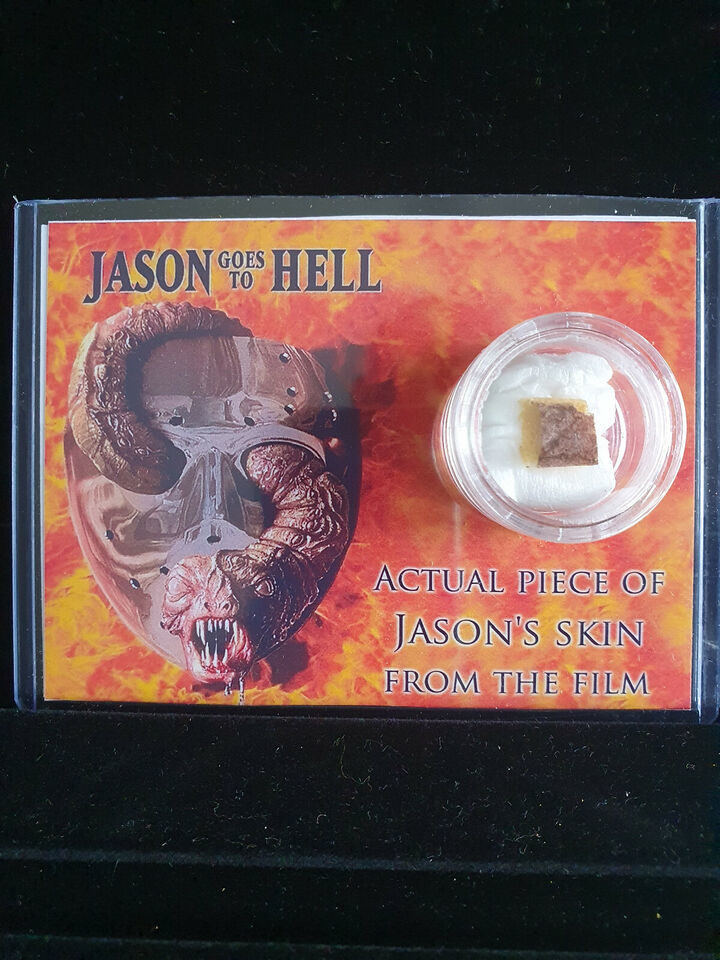 JASON GOES TO HELL
ACTUAL PIECE OF
JASON'S SKIN
FROM THE FILM